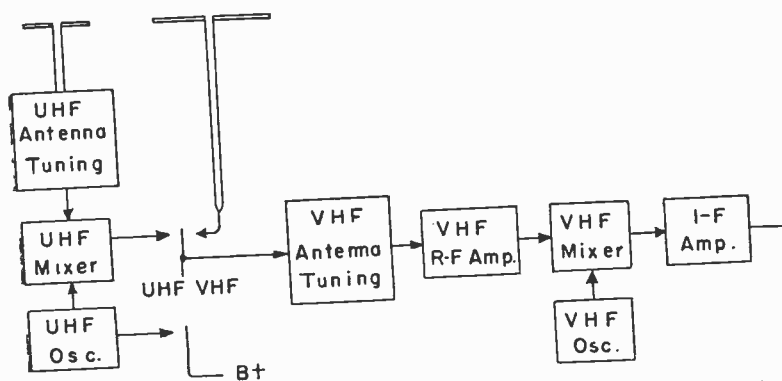 UHF
Antenna
Tuning
UHF
Mixer
UHF
Osc.
UHF VHF
B+
VHF
Antenna
Tuning
VHF
R-F Amp.
VHF
Mixer
VHF
Osc.
I-F
Amp.